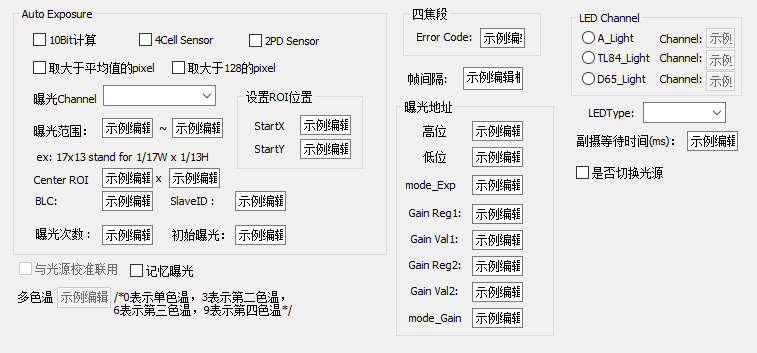 Auto Exposure
10Bit计算
4Cell Sensor
2PD Sensor
取大于平均值的pixel
取大于128的pixel
曝光Channel
曝光范围：
示例编辑
~
示例编辑
设置ROI位置
StartX
示例编辑
StartY
示例编辑
ex: 17x13 stand for 1/17W x 1/13H
Center ROI
示例编辑
x
示例编辑
BLC:
示例编辑
SlaveID :
示例编辑
曝光次数：
示例编辑
初始曝光：
示例编辑
与光源校准联用
记忆曝光
多色温
示例编辑
/*0表示单色温，3表示第二色温，
6表示第三色温，9表示第四色温*/
四焦段
Error Code:
示例编
帧间隔:
示例编辑
曝光地址
高位
示例编辑
低位
示例编辑
mode_Exp
示例编辑
Gain Reg1:
示例编辑
Gain Val1:
示例编辑
Gain Reg2:
示例编辑
Gain Val2:
示例编辑
mode_Gain
示例编辑
LED Channel
A_Light
Channel:
示例
TL84_Light
Channel:
示例
D65_Light
Channel:
示例
LEDType:
副摄等待时间(ms)：
示例编辑
是否切换光源